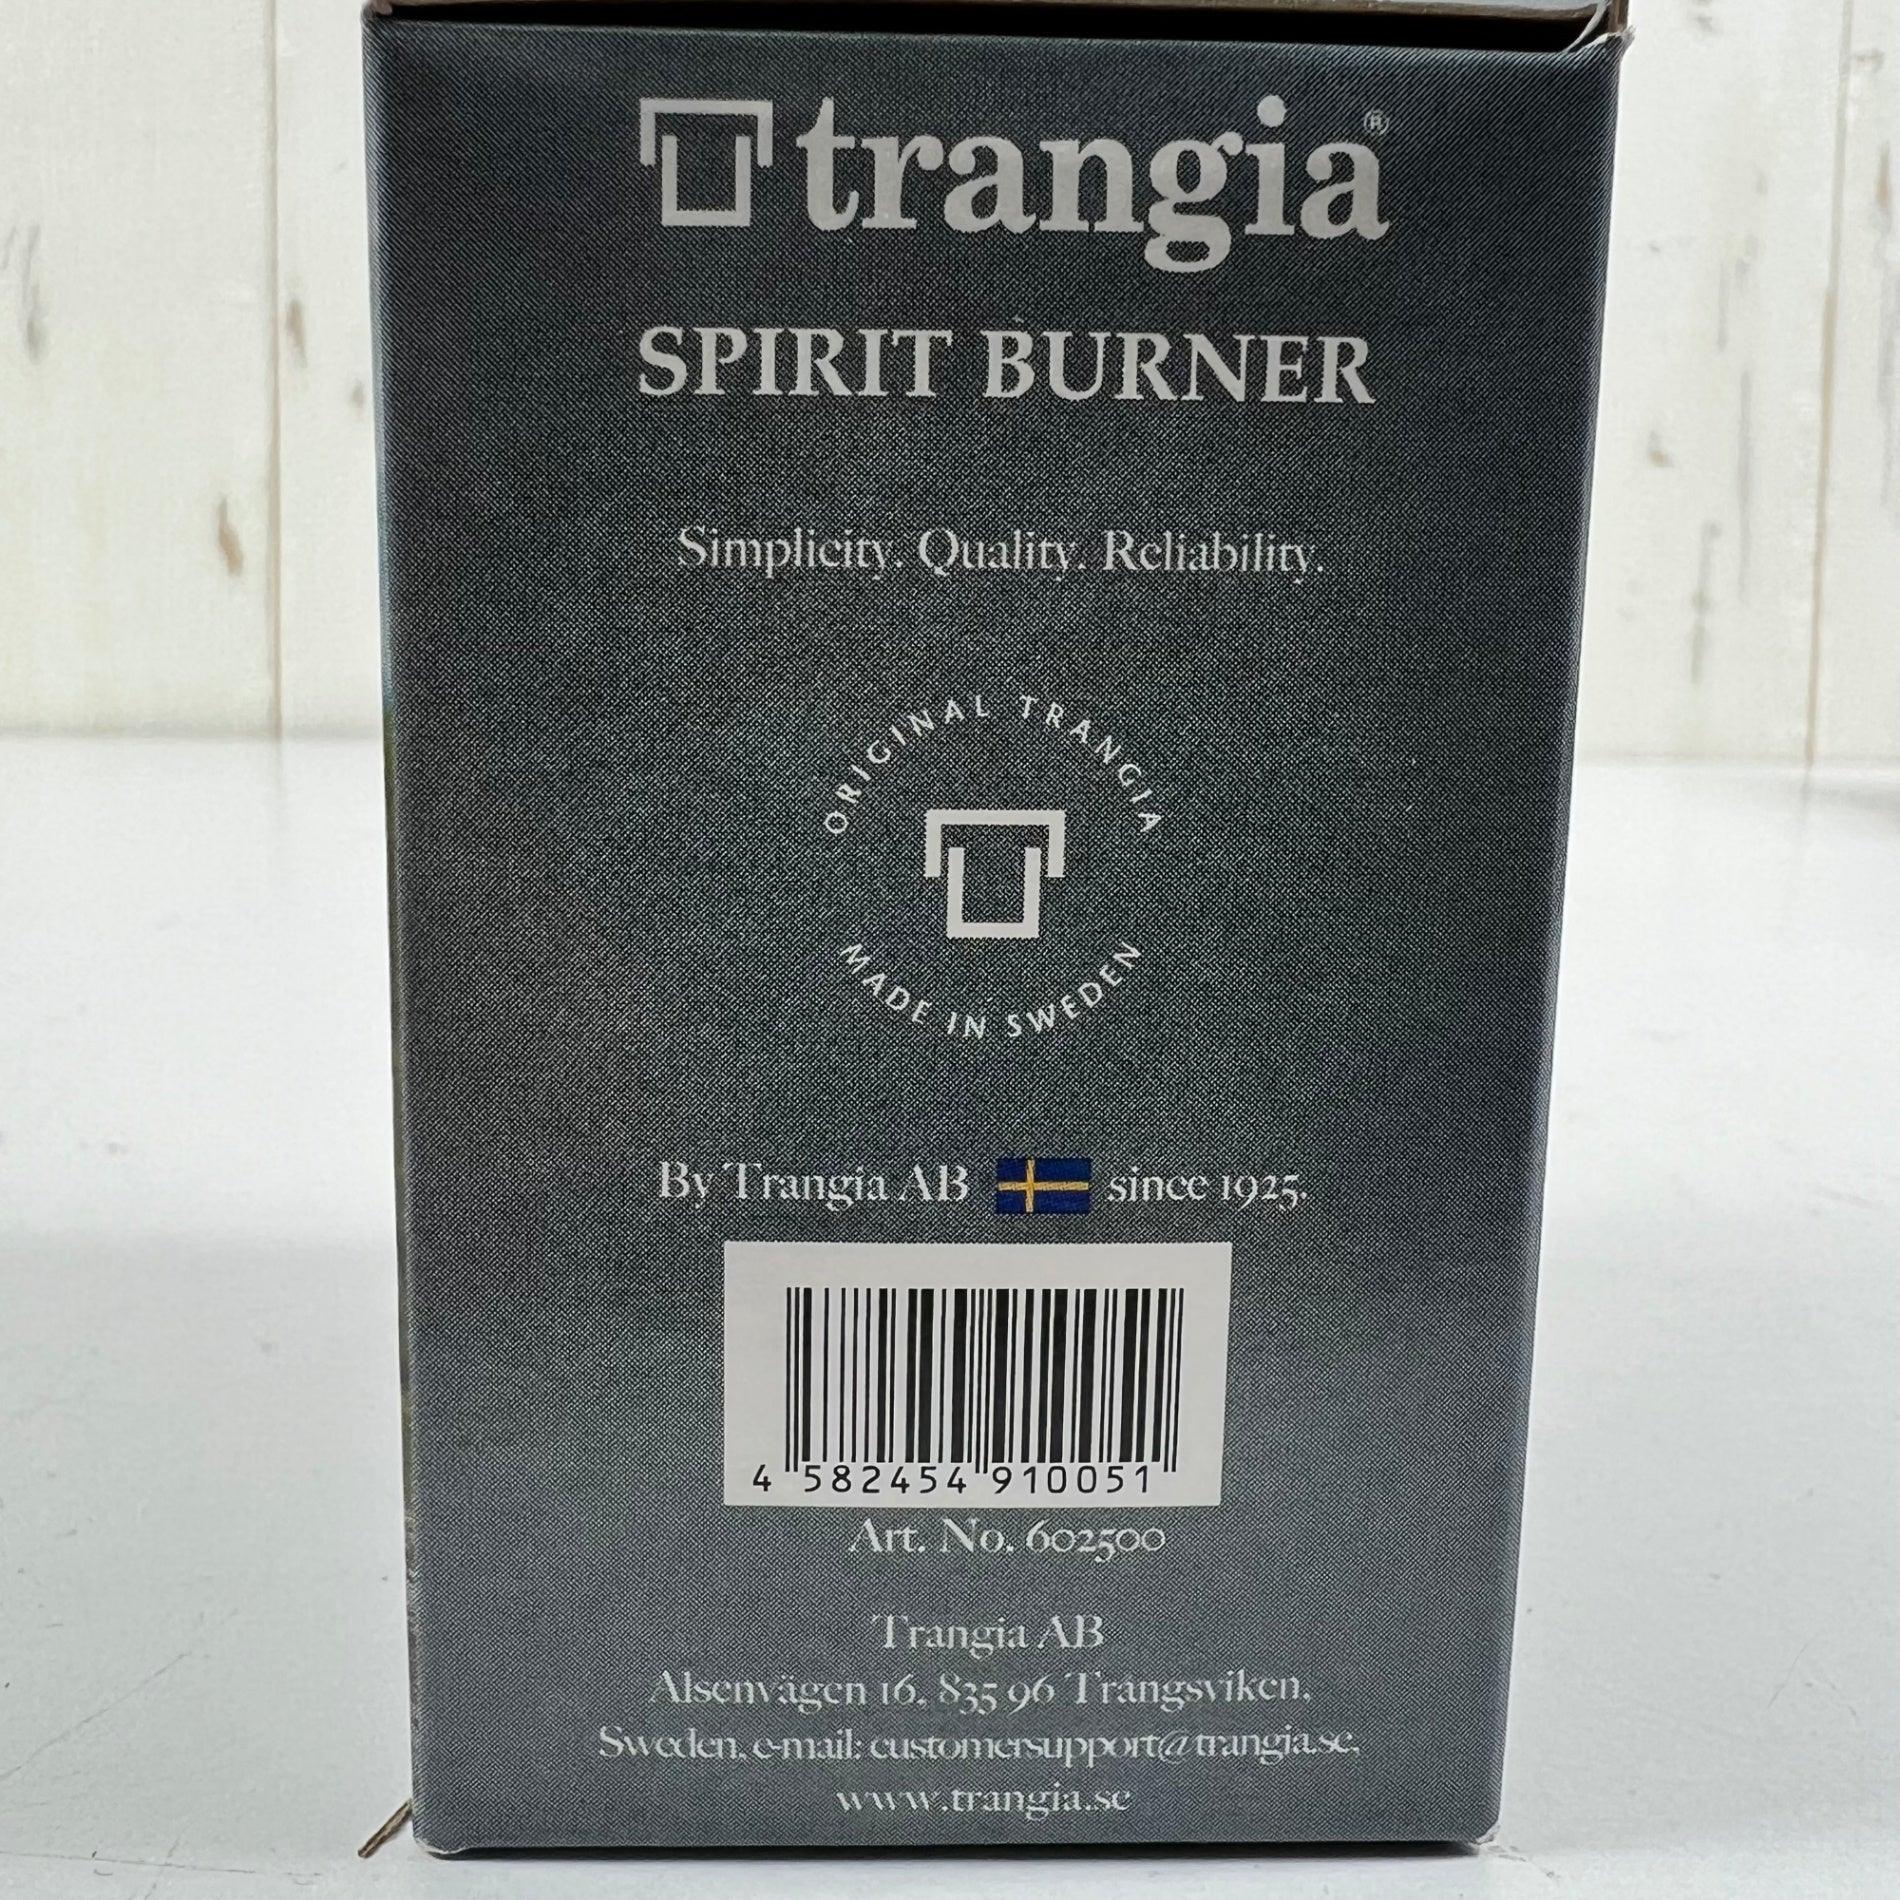 trangia®
SPIRIT BURNER
Simplicity. Quality. Reliability.
ORIGINAL TRANGIA
MADE IN SWEDEN
By Trangia AB since 1925.
4 582454 910051
Art. No. 602500
Trangia AB
Alsenvägen 16, 835 96 Trångsviken,
Sweden, e-mail: customersupport@trangia.se,
www.trangia.se